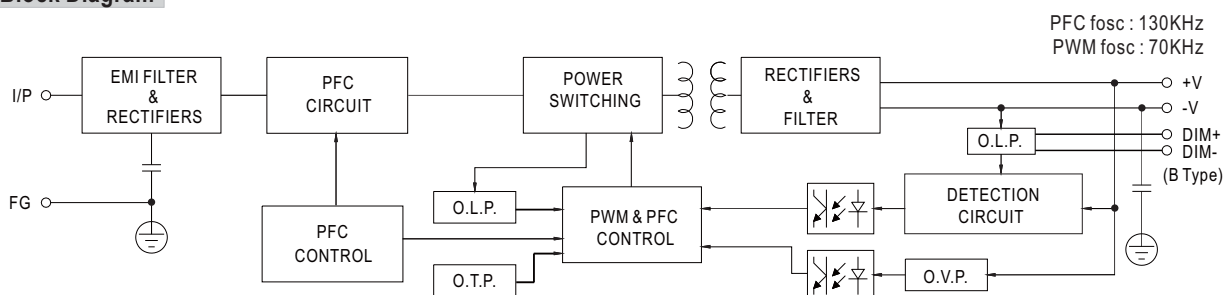 Block Diagram
PFC fosc : 130KHz
PWM fosc : 70KHz
I/P
EMI FILTER
&
RECTIFIERS
PFC
CIRCUIT
POWER
SWITCHING
RECTIFIERS
&
FILTER
+V
-V
O.L.P.
DIM+
DIM-
(B Type)
FG
O.L.P.
PFC
CONTROL
PWM & PFC
CONTROL
DETECTION
CIRCUIT
O.T.P.
O.V.P.